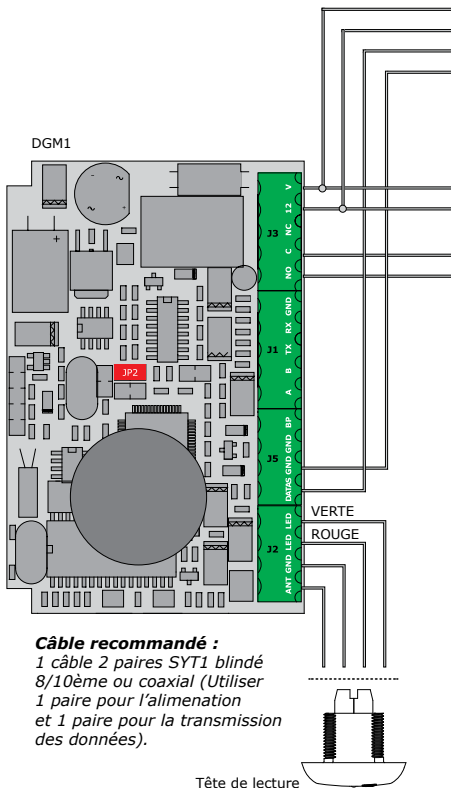 DGM1
J3
V
12
NC
C
NO
J1
GND
RX
TX
B
A
JP2
J5
BP
GND
GND
DATAS
J2
LED
LED
GND
ANT
VERTE
ROUGE
Câble recommandé :
1 câble 2 paires SYT1 blindé
8/10ème ou coaxial (Utiliser
1 paire pour l’alimenation
et 1 paire pour la transmission
des données).
Tête de lecture